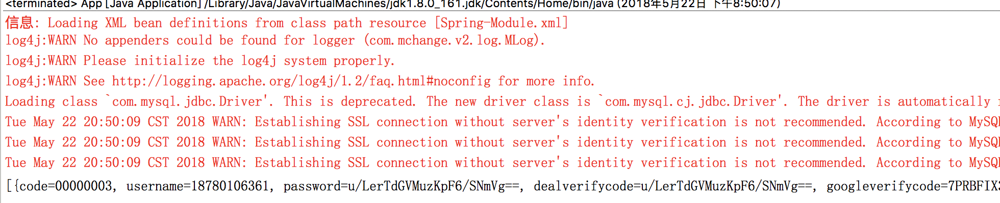 <terminated> App [Java Application] /Library/Java/JavaVirtualMachines/jdk1.8.0_161.jdk/Contents/Home/bin/java (2018年5月22日 下午8:50:07)
信息: Loading XML bean definitions from class path resource [Spring-Module.xml]
log4j:WARN No appenders could be found for logger (com.mchange.v2.log.MLog).
log4j:WARN Please initialize the log4j system properly.
log4j:WARN See http://logging.apache.org/log4j/1.2/faq.html#noconfig for more info.
Loading class `com.mysql.jdbc.Driver'. This is deprecated. The new driver class is `com.mysql.cj.jdbc.Driver'. The driver is automatically
Tue May 22 20:50:09 CST 2018 WARN: Establishing SSL connection without server's identity verification is not recommended. According to MySQL
Tue May 22 20:50:09 CST 2018 WARN: Establishing SSL connection without server's identity verification is not recommended. According to MySQL
Tue May 22 20:50:09 CST 2018 WARN: Establishing SSL connection without server's identity verification is not recommended. According to MySQL
[{code=00000003, username=18780106361, password=u/LerTdGVMuzKpF6/SNmVg==, dealverifycode=u/LerTdGVMuzKpF6/SNmVg==, googleverifycode=7PRBFIX